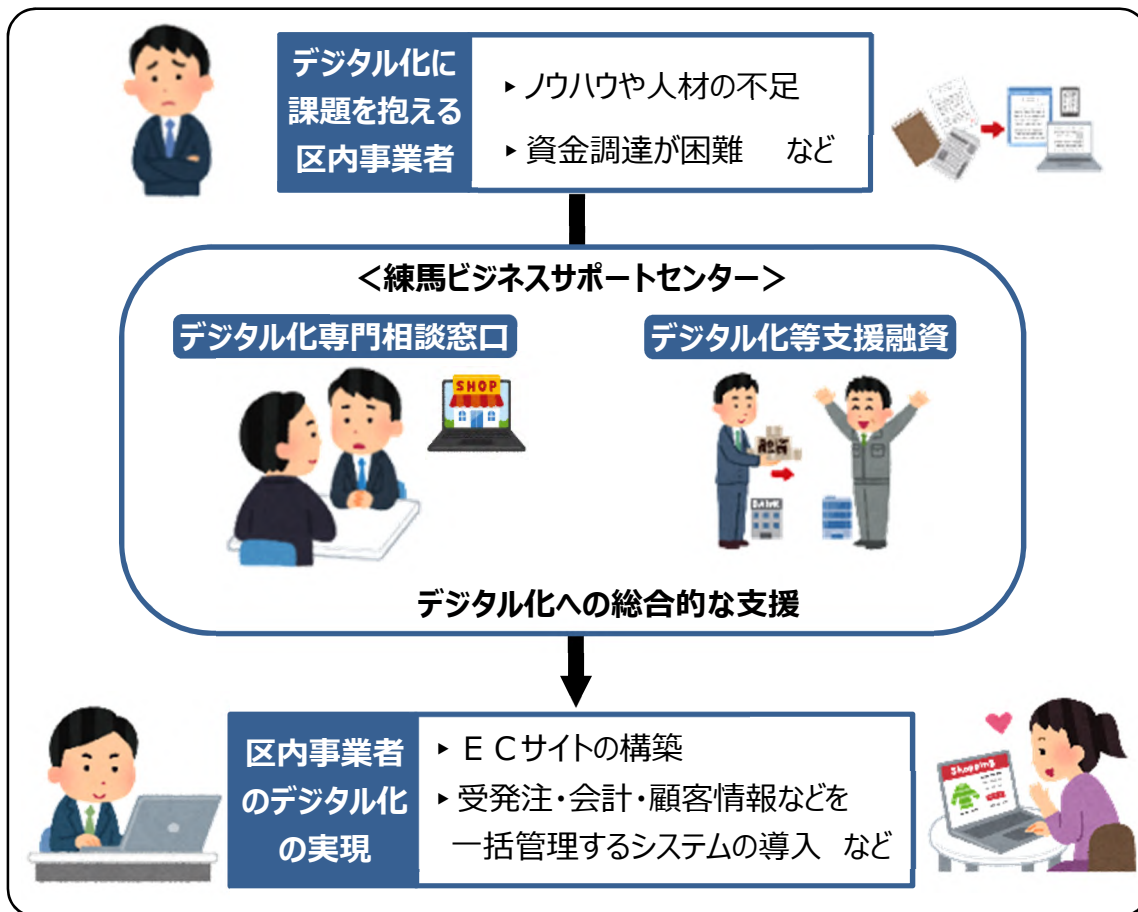 デジタル化に
課題を抱える
区内事業者
▸ ノウハウや人材の不足
▸ 資金調達が困難　など
＜練馬ビジネスサポートセンター＞
デジタル化専門相談窓口
デジタル化等支援融資
SHOP
BANK
デジタル化への総合的な支援
区内事業者
のデジタル化
の実現
▸ ＥＣサイトの構築
▸ 受発注・会計・顧客情報などを
一括管理するシステムの導入　など
Shopping